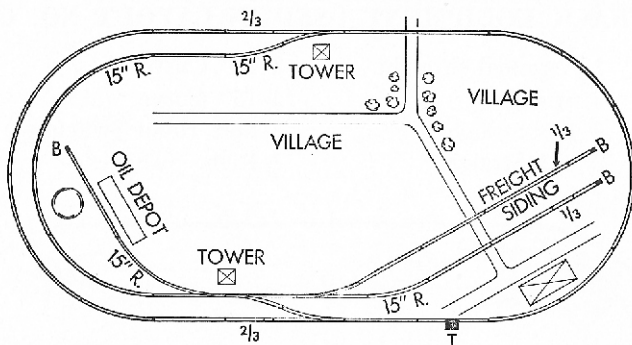 2/3
15" R.
15" R.
TOWER
VILLAGE
VILLAGE
1/3
B
B
FREIGHT
SIDING
B
1/3
OIL DEPOT
TOWER
15" R.
15" R.
2/3
T